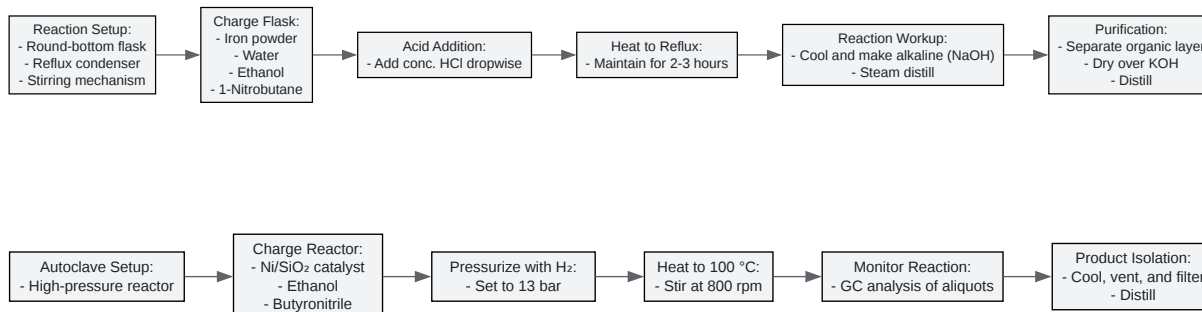 Reaction Setup:
- Round-bottom flask
- Reflux condenser
- Stirring mechanism
Charge Flask:
- Iron powder
- Water
- Ethanol
- 1-Nitrobutane
Acid Addition:
- Add conc. HCl dropwise
Heat to Reflux:
- Maintain for 2-3 hours
Reaction Workup:
- Cool and make alkaline (NaOH)
- Steam distill
Purification:
- Separate organic layer
- Dry over KOH
- Distill
Autoclave Setup:
- High-pressure reactor
Charge Reactor:
- Ni/SiO₂ catalyst
- Ethanol
- Butyronitrile
Pressurize with H₂:
- Set to 13 bar
Heat to 100 °C:
- Stir at 800 rpm
Monitor Reaction:
- GC analysis of aliquots
Product Isolation:
- Cool, vent, and filter
- Distill